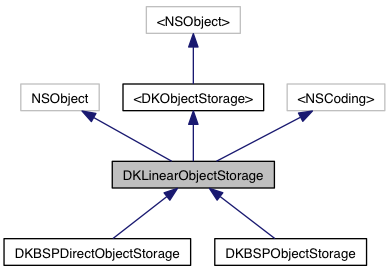 <NSObject>
NSObject
<DKObjectStorage>
<NSCoding>
DKLinearObjectStorage
DKBSPDirectObjectStorage
DKBSPObjectStorage